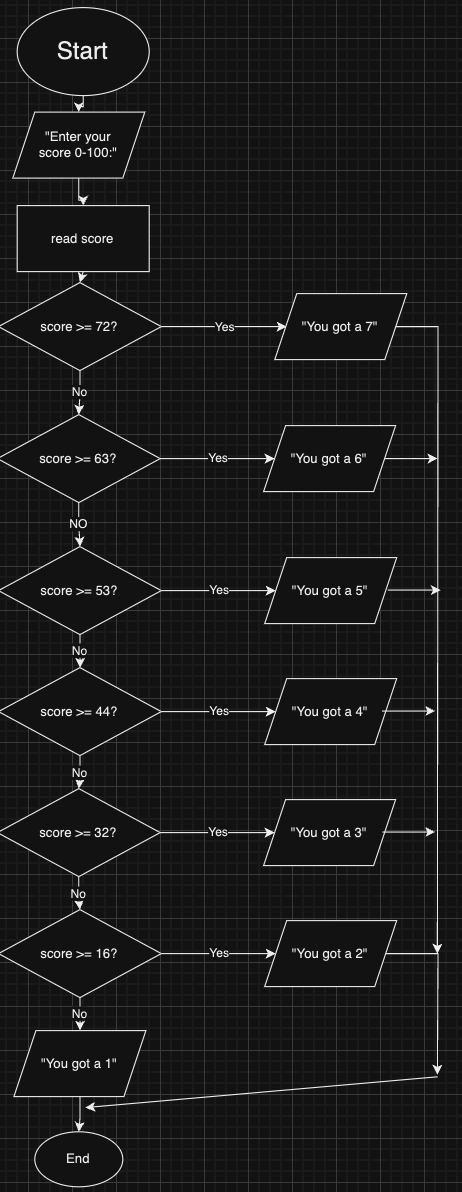 Start
"Enter your
score 0-100:"
read score
score >= 72?
Yes
"You got a 7"
No
score >= 63?
Yes
"You got a 6"
NO
score >= 53?
Yes
"You got a 5"
No
score >= 44?
Yes
"You got a 4"
No
score >= 32?
Yes
"You got a 3"
No
score >= 16?
Yes
"You got a 2"
No
"You got a 1"
End